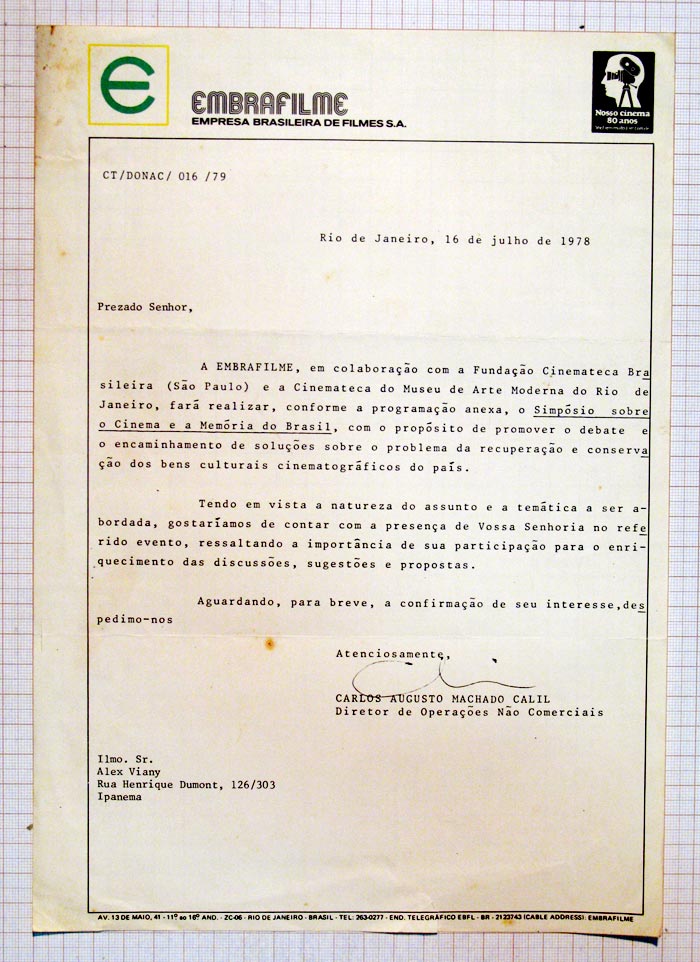 e
EMBRAFILME
EMPRESA BRASILEIRA DE FILMES S.A.
Nosso cinema
80 anos
CT/DONAC/ 016 /79
Rio de Janeiro, 16 de julho de 1978
Prezado Senhor,
A EMBRAFILME, em colaboração com a Fundação Cinemateca Bra
sileira (São Paulo) e a Cinemateca do Museu de Arte Moderna do Rio de
Janeiro, fará realizar, conforme a programação anexa, o Simpósio sobre
o Cinema e a Memória do Brasil, com o propósito de promover o debate e
o encaminhamento de soluções sobre o problema da recuperação e conserva
ção dos bens culturais cinematográficos do país.
Tendo em vista a natureza do assunto e a temática a ser a-
bordada, gostaríamos de contar com a presença de Vossa Senhoria no refe
rido evento, ressaltando a importância de sua participação para o enri-
quecimento das discussões, sugestões e propostas.
Aguardando, para breve, a confirmação de seu interesse,des
pedimo-nos
Atenciosamente,
CARLOS AUGUSTO MACHADO CALIL
Diretor de Operações Não Comerciais
Ilmo. Sr.
Alex Viany
Rua Henrique Dumont, 126/303
Ipanema
AV. 13 DE MAIO, 41 - 11º ao 16º AND. - ZC-06 - RIO DE JANEIRO - BRASIL - TEL: 263-0277 - END. TELEGRÁFICO EBFL - BR - 2123743 (CABLE ADDRESS): EMBRAFILME